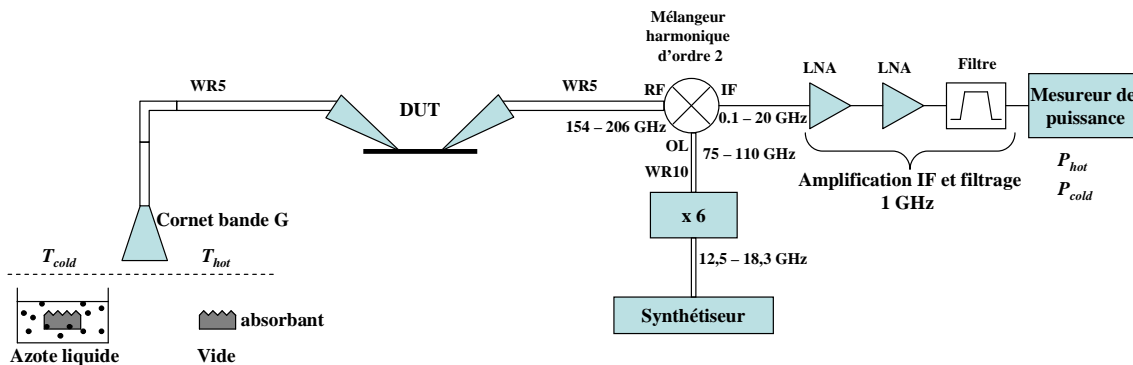 Mélangeur
harmonique
d'ordre 2
WR5
DUT
WR5
RF
IF
LNA
LNA
Filtre
Mesureur de
puissance
154 – 206 GHz
0.1 – 20 GHz
OL
75 – 110 GHz
WR10
Amplification IF et filtrage
1 GHz
P_hot
P_cold
x 6
Cornet bande G
T_cold
T_hot
12,5 – 18,3 GHz
Synthétiseur
absorbant
Azote liquide
Vide